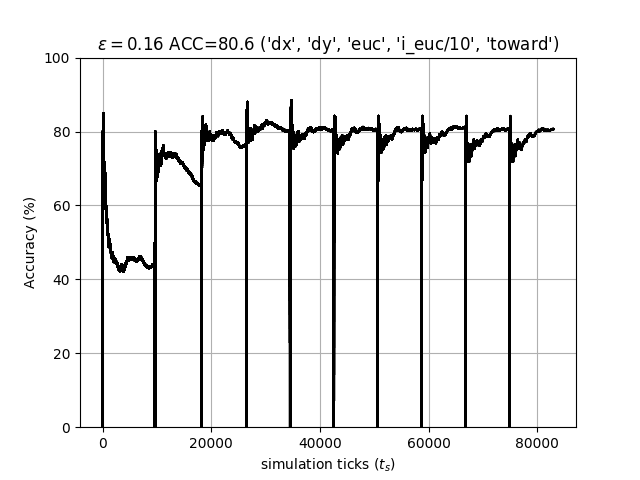 ε = 0.16 ACC=80.6 ('dx', 'dy', 'euc', 'i_euc/10', 'toward')
100
80
60
40
20
0
Accuracy (%)
0 20000 40000 60000 80000
simulation ticks (tₛ)